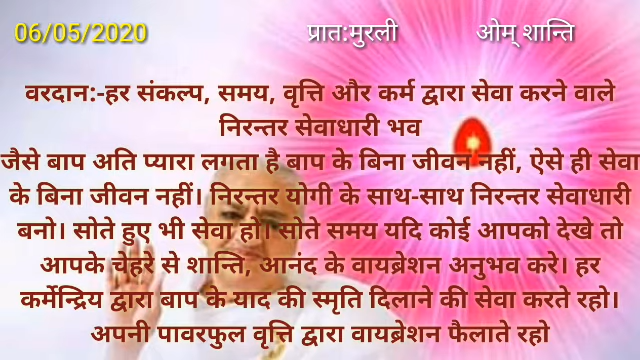 06/05/2020 प्रात:मुरली ओम् शान्ति
वरदान:-हर संकल्प, समय, वृत्ति और कर्म द्वारा सेवा करने वाले
निरन्तर सेवाधारी भव
जैसे बाप अति प्यारा लगता है बाप के बिना जीवन नहीं, ऐसे ही सेवा
के बिना जीवन नहीं। निरन्तर योगी के साथ-साथ निरन्तर सेवाधारी
बनो। सोते हुए भी सेवा हो। सोते समय यदि कोई आपको देखे तो
आपके चेहरे से शान्ति, आनंद के वायब्रेशन अनुभव करे। हर
कर्मेन्द्रिय द्वारा बाप के याद की स्मृति दिलाने की सेवा करते रहो।
अपनी पावरफुल वृत्ति द्वारा वायब्रेशन फैलाते रहो